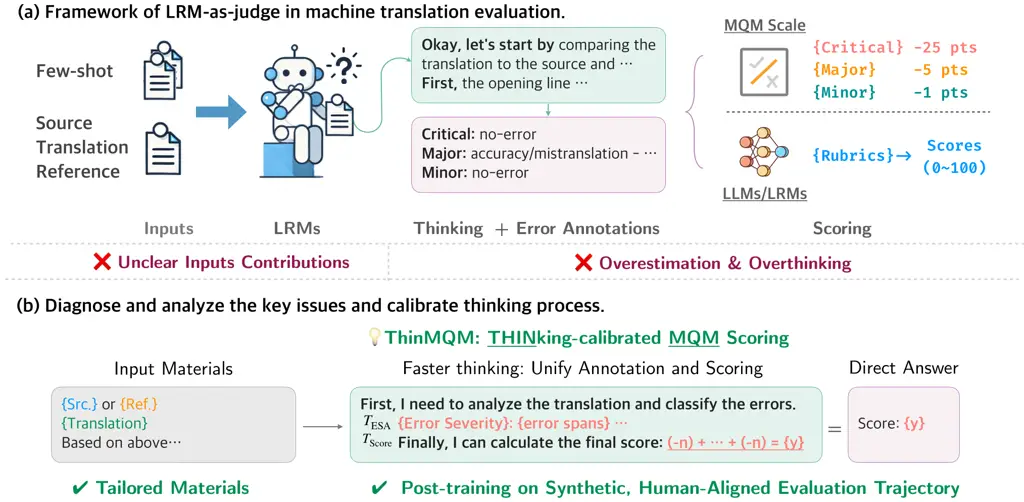 (a) Framework of LRM-as-judge in machine translation evaluation.
Few-shot
Source
Translation
Reference
Okay, let's start by comparing the
translation to the source and ⋯
First, the opening line ⋯
Critical: no-error
Major: accuracy/mistranslation - ⋯
Minor: no-error
MQM Scale
{Critical} -25 pts
{Major} -5 pts
{Minor} -1 pts
{Rubrics}→ Scores
(0~100)
LLMs/LRMs
Inputs
LRMs
Thinking + Error Annotations
Scoring
❌ Unclear Inputs Contributions
❌ Overestimation & Overthinking
(b) Diagnose and analyze the key issues and calibrate thinking process.
💡ThinMQM: THINking-calibrated MQM Scoring
Input Materials
Faster thinking: Unify Annotation and Scoring
Direct Answer
{Src.} or {Ref.}
{Translation}
Based on above⋯
First, I need to analyze the translation and classify the errors.
T_ESA {Error Severity}: {error spans} ⋯
T_Score Finally, I can calculate the final score: (-n) + ⋯ + (-n) = {y}
=
Score: {y}
✔ Tailored Materials
✔ Post-training on Synthetic, Human-Aligned Evaluation Trajectory